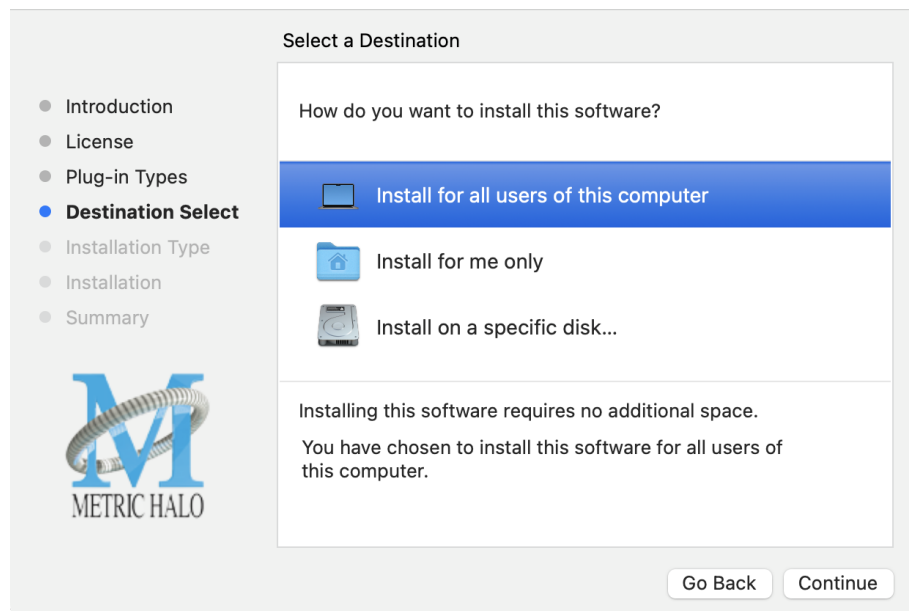 Select a Destination
Introduction
License
Plug-in Types
Destination Select
Installation Type
Installation
Summary
METRIC HALO
How do you want to install this software?
Install for all users of this computer
Install for me only
Install on a specific disk...
Installing this software requires no additional space.
You have chosen to install this software for all users of
this computer.
Go Back
Continue